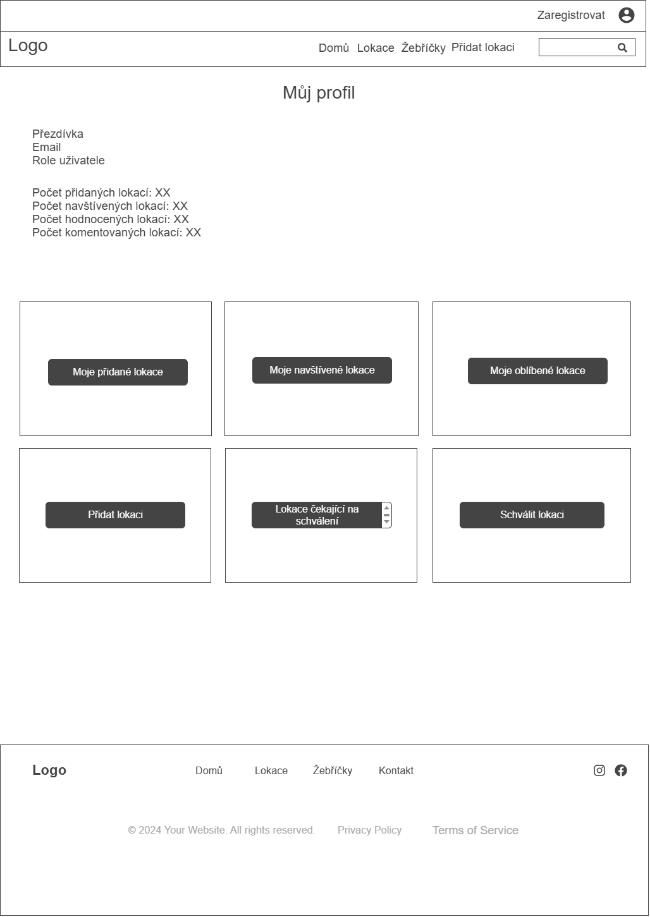 Zaregistrovat
Logo
Domů Lokace Žebříčky Přidat lokaci
Můj profil
Přezdívka
Email
Role uživatele
Počet přidaných lokací: XX
Počet navštívených lokací: XX
Počet hodnocených lokací: XX
Počet komentovaných lokací: XX
Moje přidané lokace
Moje navštívené lokace
Moje oblíbené lokace
Přidat lokaci
Lokace čekající na
schválení
Schválit lokaci
Logo
Domů Lokace Žebříčky Kontakt
© 2024 Your Website. All rights reserved. Privacy Policy Terms of Service